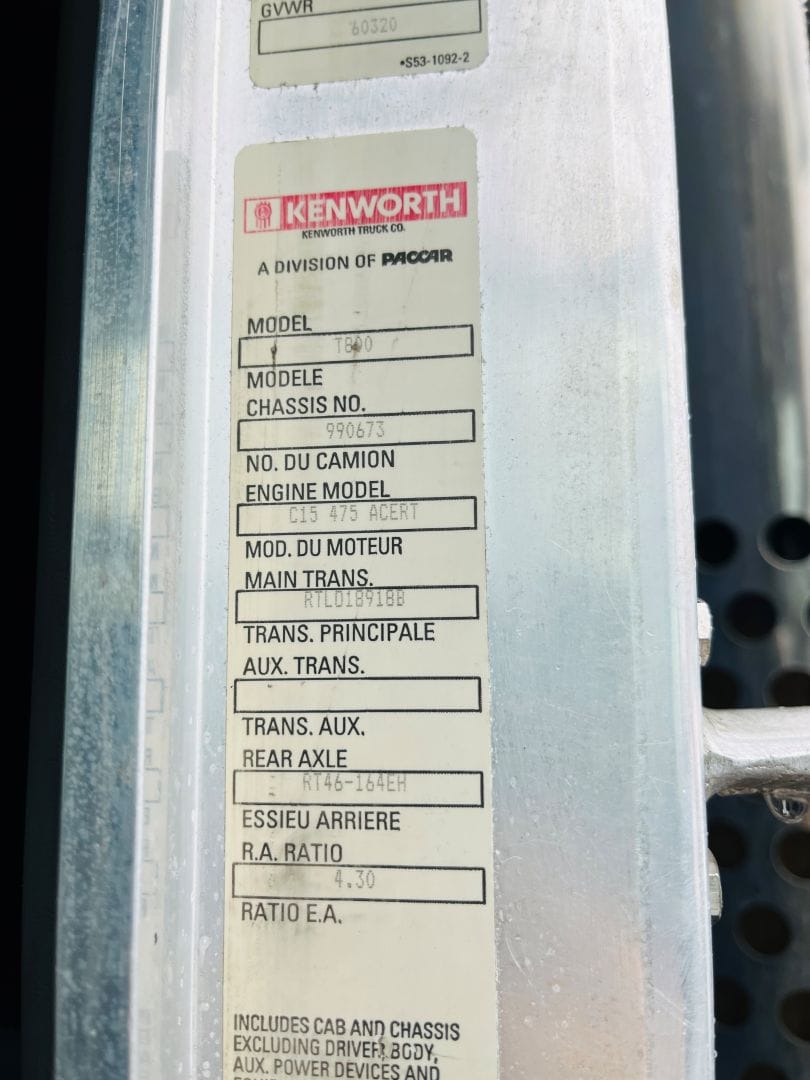 GVWR
60320
•S53-1092-2
KENWORTH
KENWORTH TRUCK CO.
A DIVISION OF PACCAR
MODEL
T800
MODELE
CHASSIS NO.
990673
NO. DU CAMION
ENGINE MODEL
C15 475 ACERT
MOD. DU MOTEUR
MAIN TRANS.
RTLO18918B
TRANS. PRINCIPALE
AUX. TRANS.
TRANS. AUX.
REAR AXLE
RT46-164EH
ESSIEU ARRIERE
R.A. RATIO
4.30
RATIO E.A.
INCLUDES CAB AND CHASSIS
EXCLUDING DRIVER, BODY,
AUX. POWER DEVICES AND